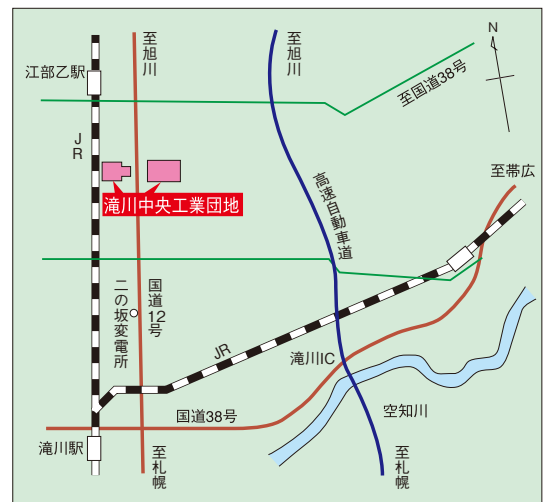 至旭川
至旭川
N
江部乙駅
至国道38号
JR
至帯広
高速自動車道
滝川中央工業団地
国道12号
二の坂変電所
JR
滝川IC
国道38号
空知川
滝川駅
至札幌
至札幌